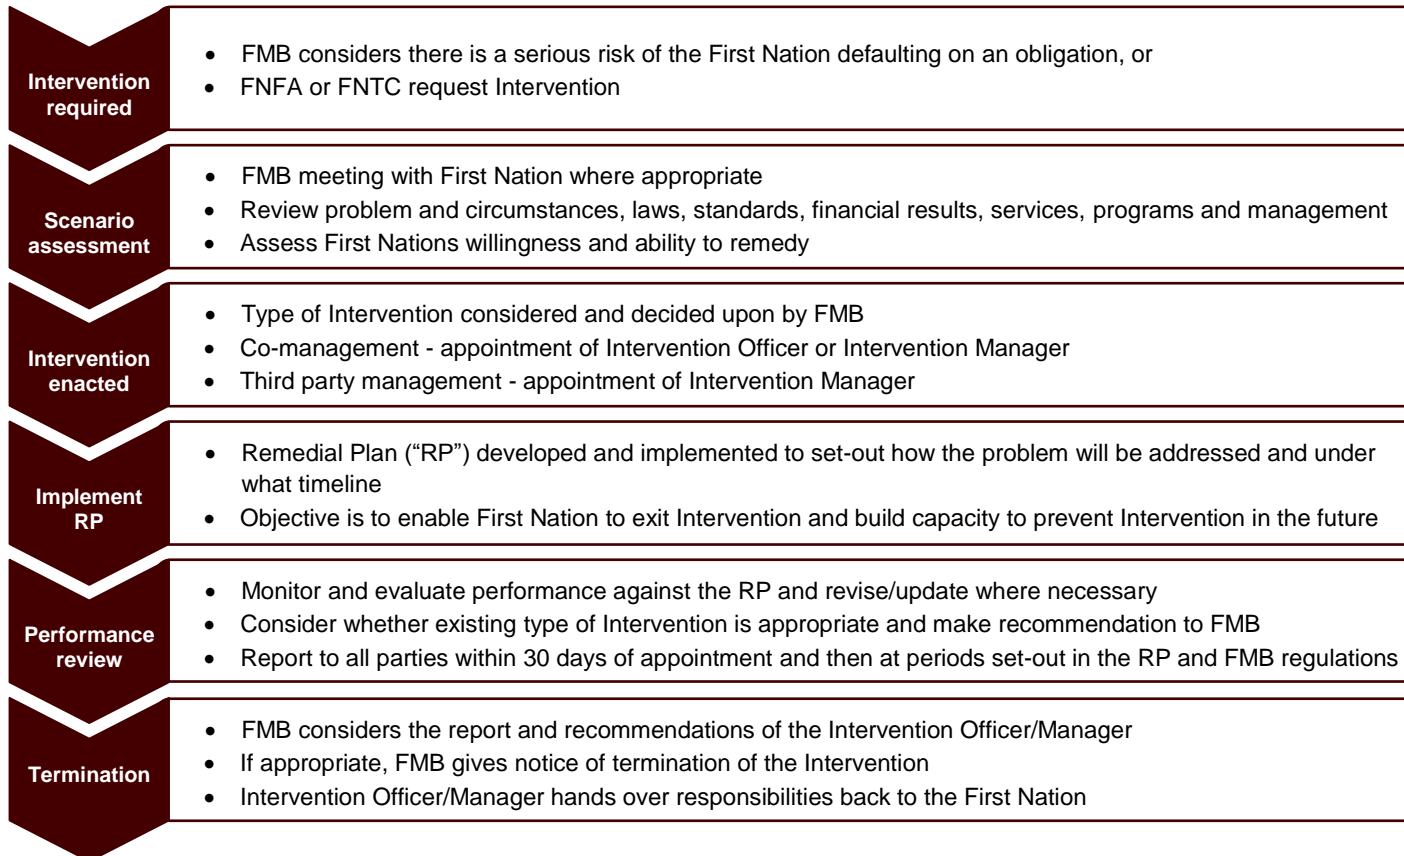 Intervention
required
• FMB considers there is a serious risk of the First Nation defaulting on an obligation, or
• FNFA or FNTC request Intervention
Scenario
assessment
• FMB meeting with First Nation where appropriate
• Review problem and circumstances, laws, standards, financial results, services, programs and management
• Assess First Nations willingness and ability to remedy
Intervention
enacted
• Type of Intervention considered and decided upon by FMB
• Co-management - appointment of Intervention Officer or Intervention Manager
• Third party management - appointment of Intervention Manager
Implement
RP
• Remedial Plan (“RP”) developed and implemented to set-out how the problem will be addressed and under
what timeline
• Objective is to enable First Nation to exit Intervention and build capacity to prevent Intervention in the future
Performance
review
• Monitor and evaluate performance against the RP and revise/update where necessary
• Consider whether existing type of Intervention is appropriate and make recommendation to FMB
• Report to all parties within 30 days of appointment and then at periods set-out in the RP and FMB regulations
Termination
• FMB considers the report and recommendations of the Intervention Officer/Manager
• If appropriate, FMB gives notice of termination of the Intervention
• Intervention Officer/Manager hands over responsibilities back to the First Nation